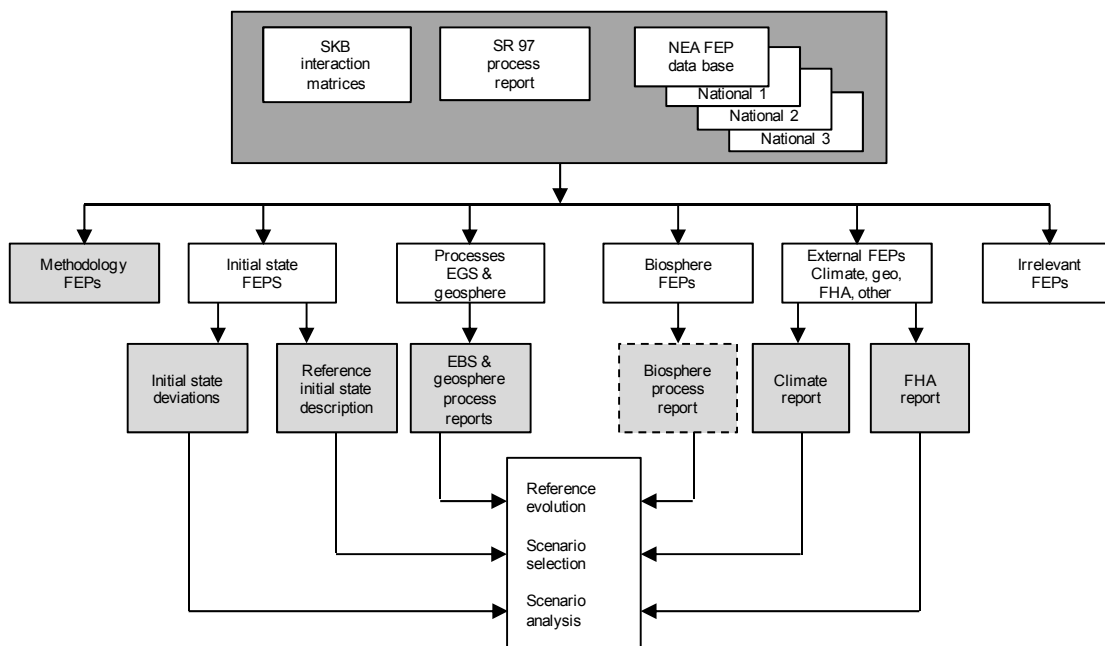 SKB
interaction
matrices
SR 97
process
report
NEA FEP
data base
National 1
National 2
National 3
Methodology
FEPs
Initial state
FEPS
Processes
EGS &
geosphere
Biosphere
FEPs
External FEPs
Climate, geo,
FHA, other
Irrelevant
FEPs
Initial state
deviations
Reference
initial state
description
EBS &
geosphere
process
reports
Biosphere
process
report
Climate
report
FHA
report
Reference
evolution
Scenario
selection
Scenario
analysis